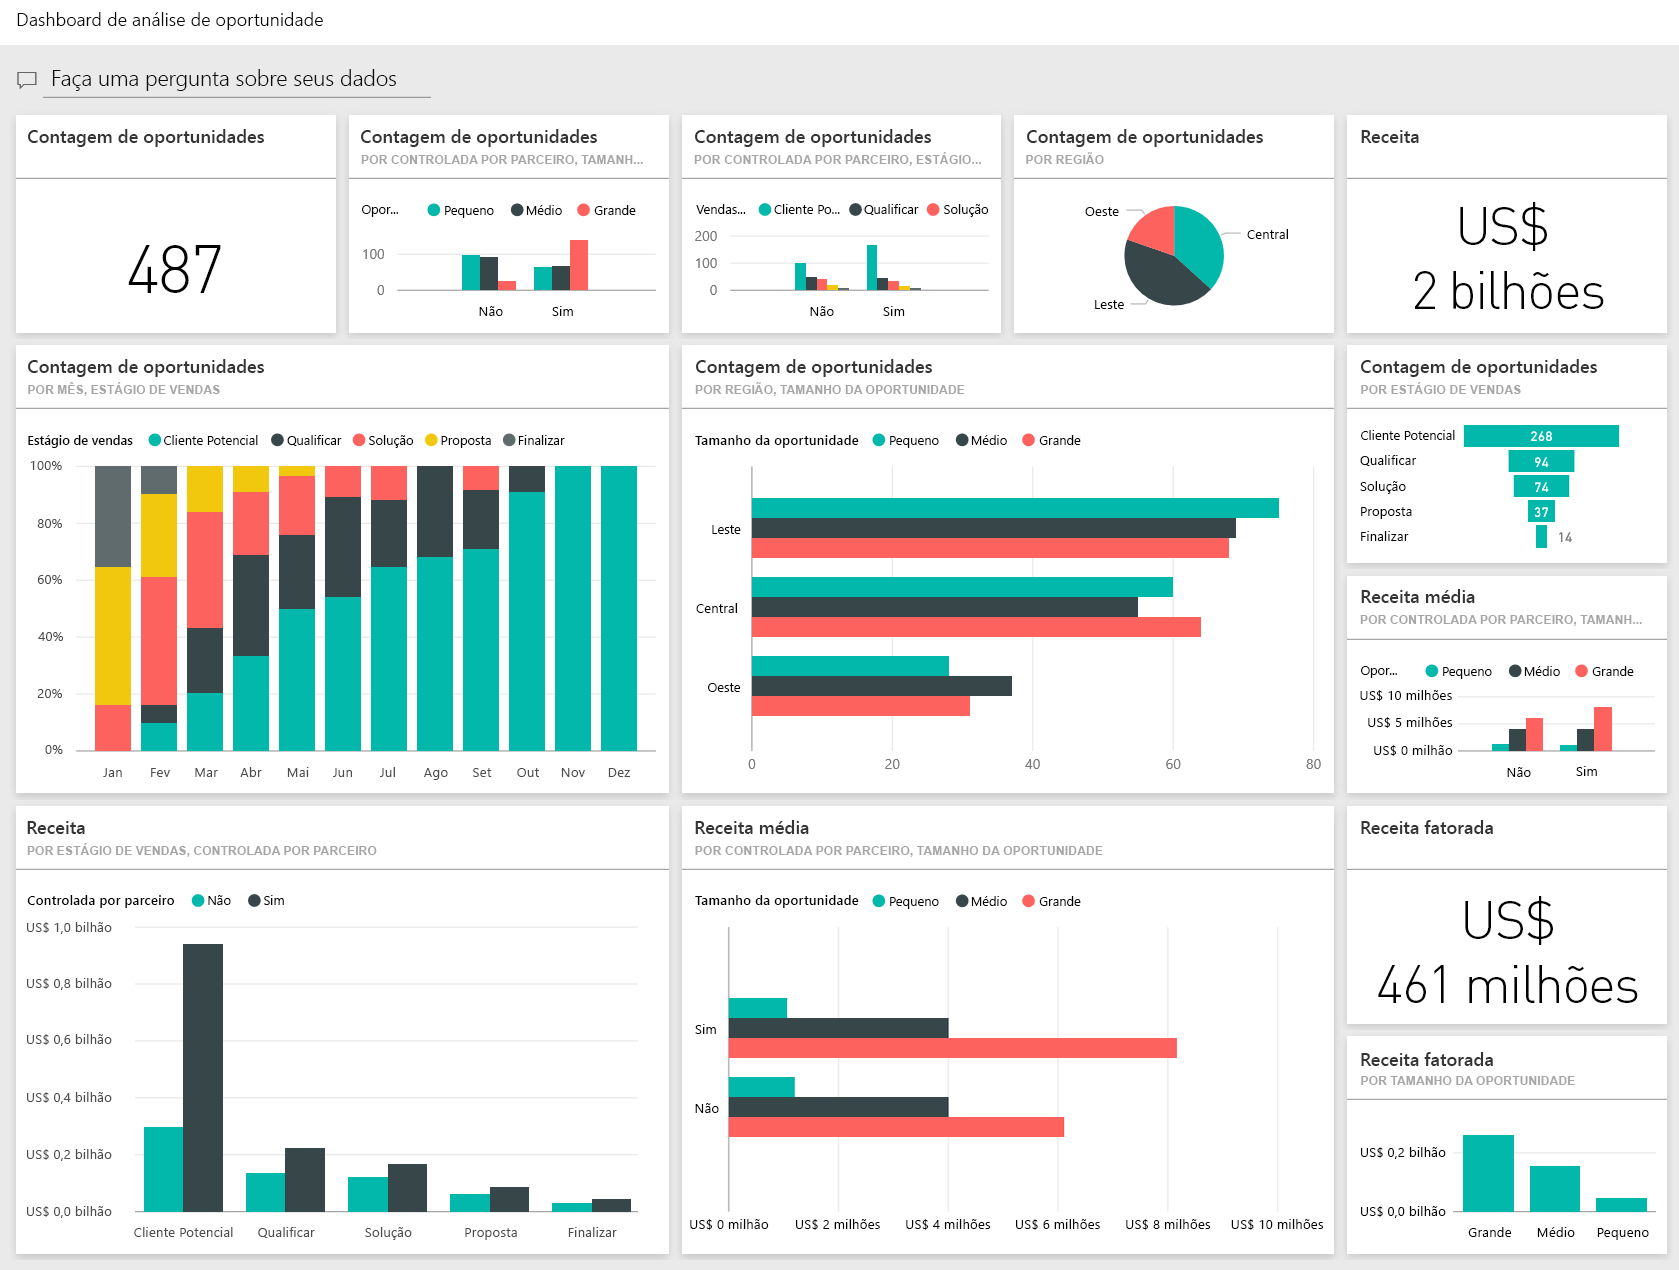 Dashboard de análise de oportunidade
Faça uma pergunta sobre seus dados
Contagem de oportunidades
487
Contagem de oportunidades
POR CONTROLADA POR PARCEIRO, TAMANH...
Opor... Pequeno Médio Grande
100
0
Não Sim
Contagem de oportunidades
POR CONTROLADA POR PARCEIRO, ESTÁGIO...
Vendas... Cliente Po... Qualificar Solução
200
100
0
Não Sim
Contagem de oportunidades
POR REGIÃO
Oeste
Central
Leste
Receita
US$
2 bilhões
Contagem de oportunidades
POR MÊS, ESTÁGIO DE VENDAS
Estágio de vendas Cliente Potencial Qualificar Solução Proposta Finalizar
100%
80%
60%
40%
20%
0%
Jan Fev Mar Abr Mai Jun Jul Ago Set Out Nov Dez
Contagem de oportunidades
POR REGIÃO, TAMANHO DA OPORTUNIDADE
Tamanho da oportunidade Pequeno Médio Grande
Leste
Central
Oeste
0 20 40 60 80
Contagem de oportunidades
POR ESTÁGIO DE VENDAS
Cliente Potencial 268
Qualificar 94
Solução 74
Proposta 37
Finalizar 14
Receita média
POR CONTROLADA POR PARCEIRO, TAMANH...
Opor... Pequeno Médio Grande
US$ 10 milhões
US$ 5 milhões
US$ 0 milhão
Não Sim
Receita
POR ESTÁGIO DE VENDAS, CONTROLADA POR PARCEIRO
Controlada por parceiro Não Sim
US$ 1,0 bilhão
US$ 0,8 bilhão
US$ 0,6 bilhão
US$ 0,4 bilhão
US$ 0,2 bilhão
US$ 0,0 bilhão
Cliente Potencial Qualificar Solução Proposta Finalizar
Receita média
POR CONTROLADA POR PARCEIRO, TAMANHO DA OPORTUNIDADE
Tamanho da oportunidade Pequeno Médio Grande
Sim
Não
US$ 0 milhão US$ 2 milhões US$ 4 milhões US$ 6 milhões US$ 8 milhões US$ 10 milhões
Receita fatorada
US$
461 milhões
Receita fatorada
POR TAMANHO DA OPORTUNIDADE
US$ 0,2 bilhão
US$ 0,0 bilhão
Grande Médio Pequeno